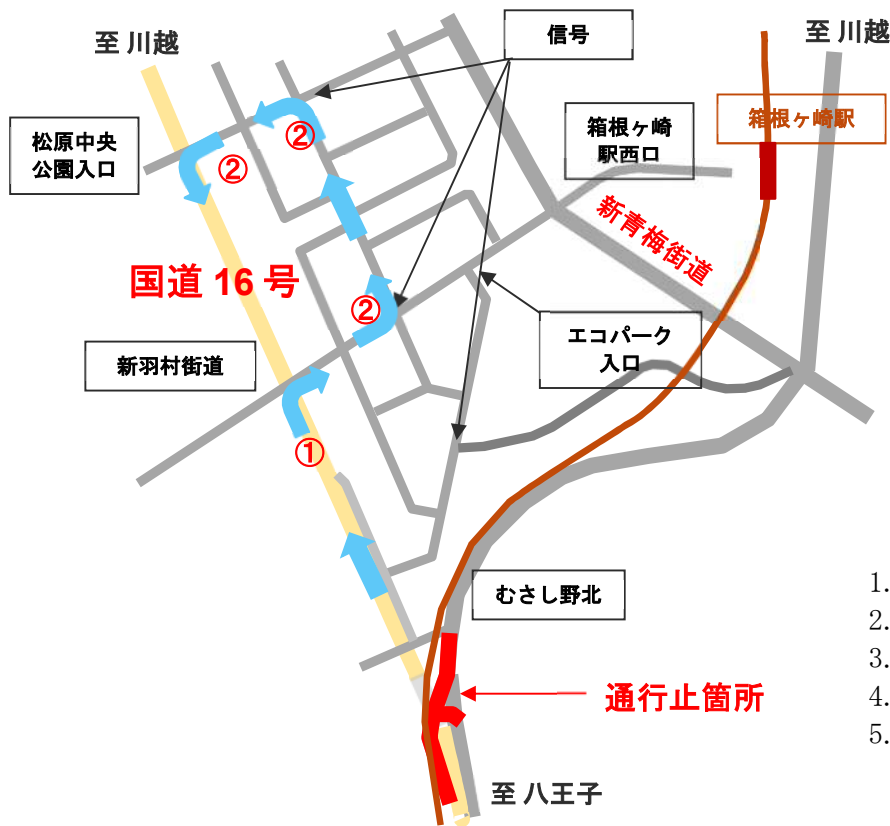 至 川越
信号
至 川越
松原中央
公園入口
②
②
箱根ヶ崎
駅西口
箱根ヶ崎駅
新青梅街道
国道 16 号
②
エコパーク
入口
新羽村街道
①
むさし野北
1.
2.
3.
4.
5.
通行止箇所
至 八王子